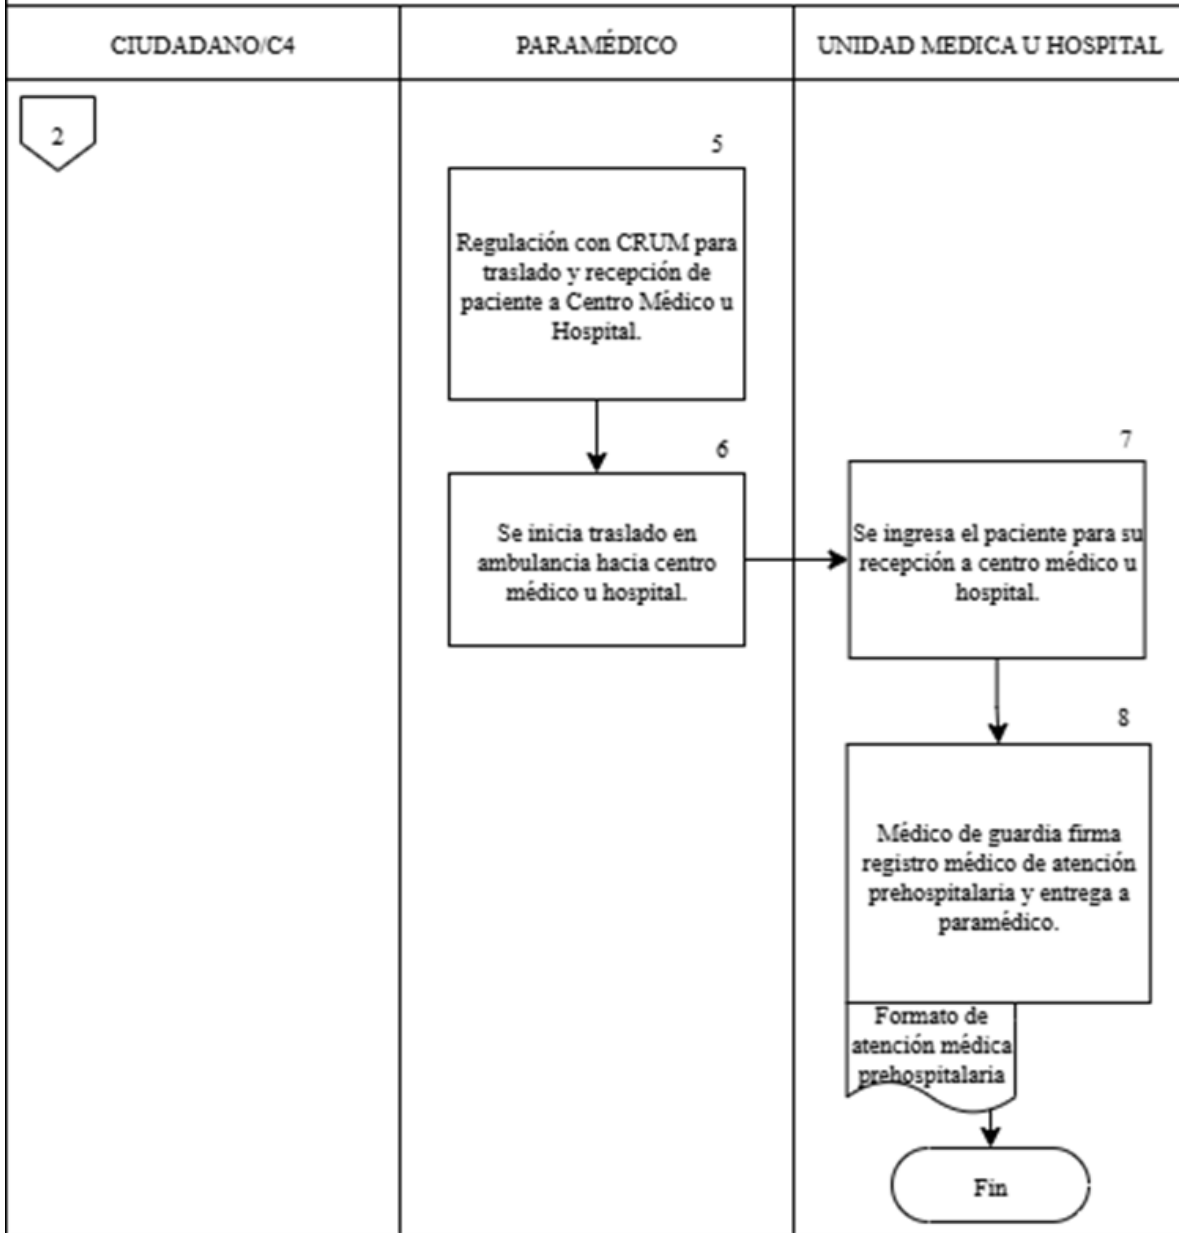 CIUDADANO/C4
PARAMÉDICO
UNIDAD MEDICA U HOSPITAL
2
5
Regulación con CRUM para
traslado y recepción de
paciente a Centro Médico u
Hospital.
6
Se inicia traslado en
ambulancia hacia centro
médico u hospital.
7
Se ingresa el paciente para su
recepción a centro médico u
hospital.
8
Médico de guardia firma
registro médico de atención
prehospitalaria y entrega a
paramédico.
Formato de
atención médica
prehospitalaria
Fin